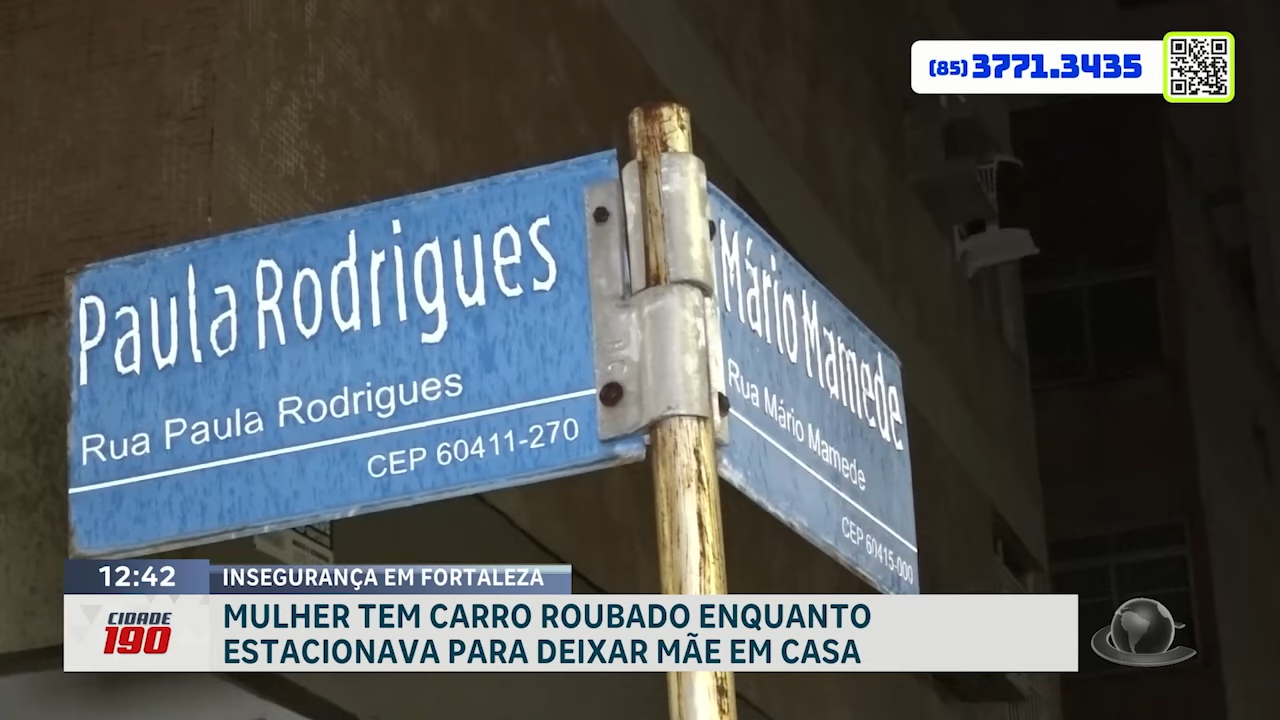 (85) 3771.3435
Paula Rodrigues
Rua Paula Rodrigues
CEP 60411-270
Mário Mamede
Rua Mário Mamede
CEP 60415-000
12:42
INSEGURANÇA EM FORTALEZA
CIDADE
190
MULHER TEM CARRO ROUBADO ENQUANTO
ESTACIONAVA PARA DEIXAR MÃE EM CASA